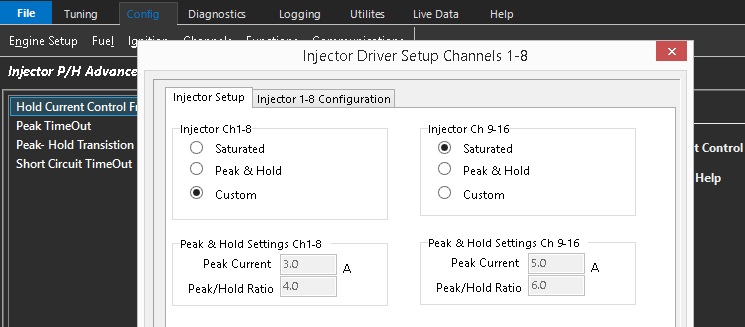 File Tuning Config Diagnostics Logging Utilites Live Data Help
Engine Setup Fuel Ignition Channels Functions Communications
Injector Driver Setup Channels 1-8
Injector P/H Advance
Hold Current Control Fr
Peak TimeOut
Peak- Hold Transistion
Short Circuit TimeOut
Injector Setup Injector 1-8 Configuration
Injector Ch1-8
Saturated
Peak & Hold
Custom
Injector Ch 9-16
Saturated
Peak & Hold
Custom
Peak & Hold Settings Ch1-8
Peak Current 3.0 A
Peak/Hold Ratio 4.0
Peak & Hold Settings Ch 9-16
Peak Current 5.0 A
Peak/Hold Ratio 6.0
t Control
Help